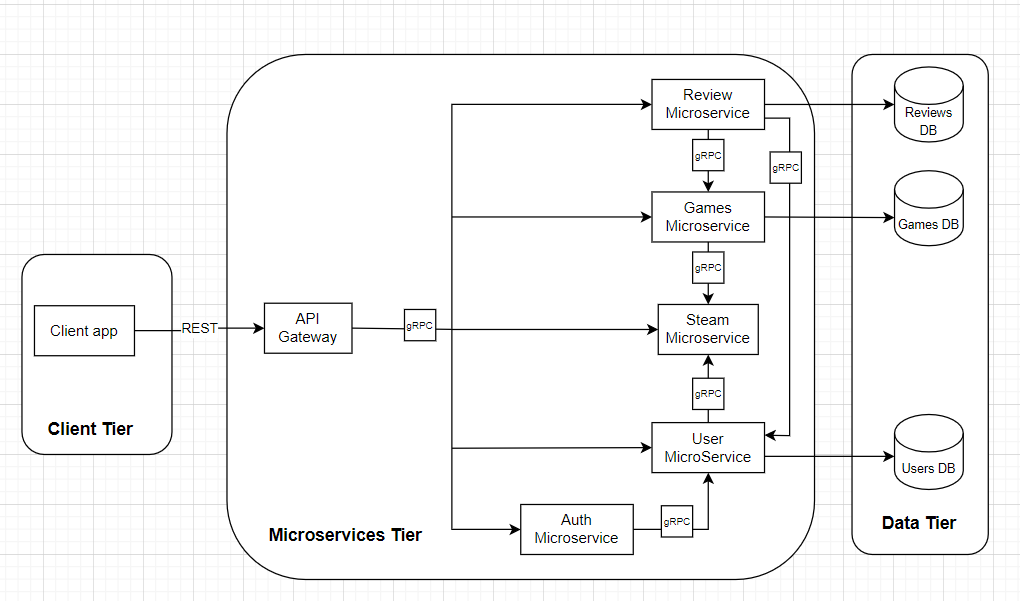 Review
Microservice
Reviews
DB
gRPC
gRPC
Games
Microservice
Games DB
gRPC
Client app
REST
API
Gateway
gRPC
Steam
Microservice
gRPC
Client Tier
User
MicroService
Users DB
Auth
Microservice
gRPC
Microservices Tier
Data Tier